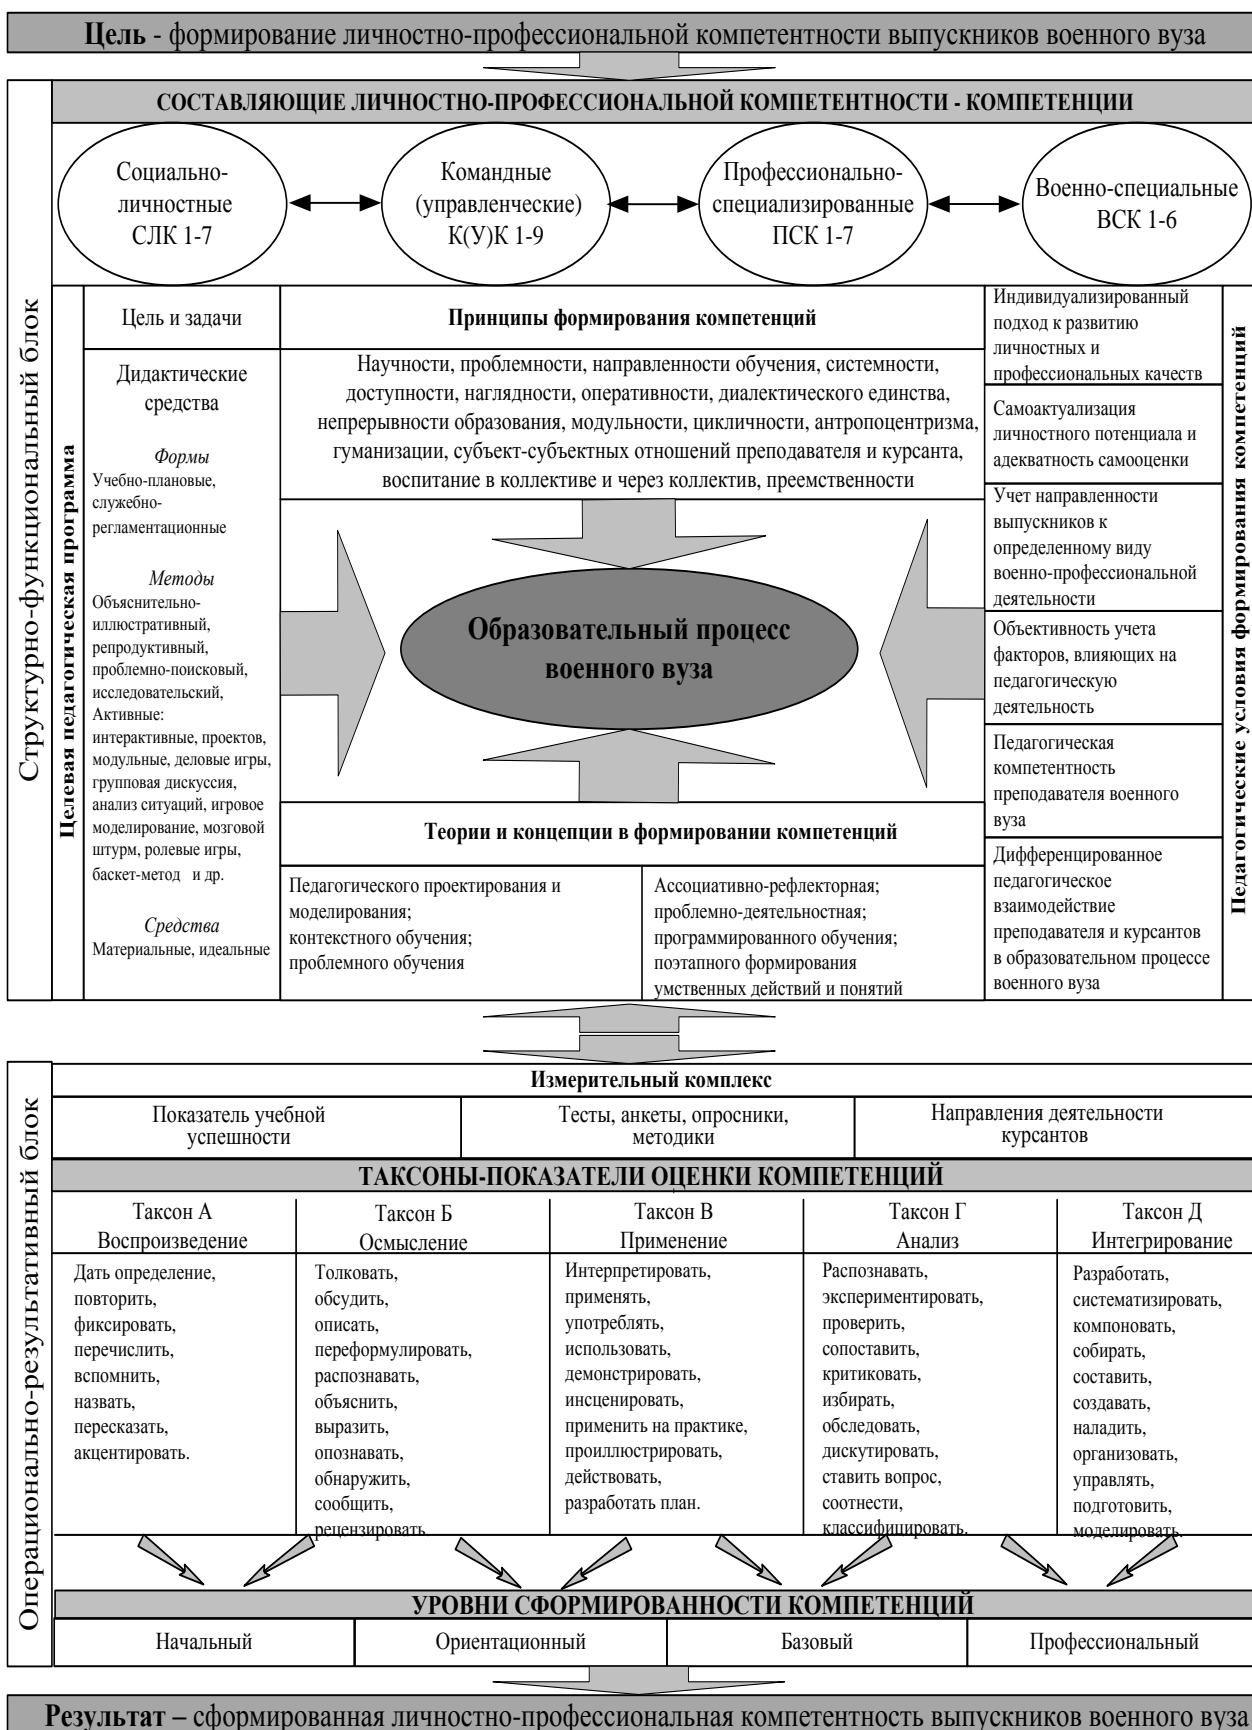 Цель - формирование личностно-профессиональной компетентности выпускников военного вуза
Структурно-функциональный блок
СОСТАВЛЯЮЩИЕ ЛИЧНОСТНО-ПРОФЕССИОНАЛЬНОЙ КОМПЕТЕНТНОСТИ - КОМПЕТЕНЦИИ
Социально-
личностные
СЛК 1-7
Командные
(управленческие)
К(У)К 1-9
Профессионально-
специализированные
ПСК 1-7
Военно-специальные
ВСК 1-6
Целевая педагогическая программа
Цель и задачи
Дидактические
средства
Формы
Учебно-плановые,
служебно-
регламентационные
Методы
Объяснительно-
иллюстративный,
репродуктивный,
проблемно-поисковый,
исследовательский,
Активные:
интерактивные, проектов,
модульные, деловые игры,
групповая дискуссия,
анализ ситуаций, игровое
моделирование, мозговой
штурм, ролевые игры,
баскет-метод и др.
Средства
Материальные, идеальные
Принципы формирования компетенций
Научности, проблемности, направленности обучения, системности,
доступности, наглядности, оперативности, диалектического единства,
непрерывности образования, модульности, цикличности, антропоцентризма,
гуманизации, субъект-субъектных отношений преподавателя и курсанта,
воспитание в коллективе и через коллектив, преемственности
Образовательный процесс
военного вуза
Теории и концепции в формировании компетенций
Педагогического проектирования и
моделирования;
контекстного обучения;
проблемного обучения
Ассоциативно-рефлекторная;
проблемно-деятельностная;
программированного обучения;
поэтапного формирования
умственных действий и понятий
Индивидуализированный
подход к развитию
личностных и
профессиональных качеств
Самоактуализация
личностного потенциала и
адекватность самооценки
Учет направленности
выпускников к
определенному виду
военно-профессиональной
деятельности
Объективность учета
факторов, влияющих на
педагогическую
деятельность
Педагогическая
компетентность
преподавателя военного
вуза
Дифференцированное
педагогическое
взаимодействие
преподавателя и курсантов
в образовательном процессе
военного вуза
Педагогические условия формирования компетенций
Операционально-результативный блок
Измерительный комплекс
Показатель учебной
успешности
Тесты, анкеты, опросники,
методики
Направления деятельности
курсантов
ТАКСОНЫ-ПОКАЗАТЕЛИ ОЦЕНКИ КОМПЕТЕНЦИЙ
Таксон А
Воспроизведение
Дать определение,
повторить,
фиксировать,
перечислить,
вспомнить,
назвать,
пересказать,
акцентировать.
Таксон Б
Осмысление
Толковать,
обсудить,
описать,
переформулировать,
распознавать,
объяснить,
выразить,
опознавать,
обнаружить,
сообщить,
рецензировать
Таксон В
Применение
Интерпретировать,
применять,
употреблять,
использовать,
демонстрировать,
инсценировать,
применить на практике,
проиллюстрировать,
действовать,
разработать план.
Таксон Г
Анализ
Распознавать,
экспериментировать,
проверить,
сопоставить,
критиковать,
избирать,
обследовать,
дискутировать,
ставить вопрос,
соотнести,
классифицировать.
Таксон Д
Интегрирование
Разработать,
систематизировать,
компоновать,
собирать,
составить,
создавать,
наладить,
организовать,
управлять,
подготовить,
моделировать.
УРОВНИ СФОРМИРОВАННОСТИ КОМПЕТЕНЦИЙ
Начальный
Ориентационный
Базовый
Профессиональный
Результат – сформированная личностно-профессиональная компетентность выпускников военного вуза